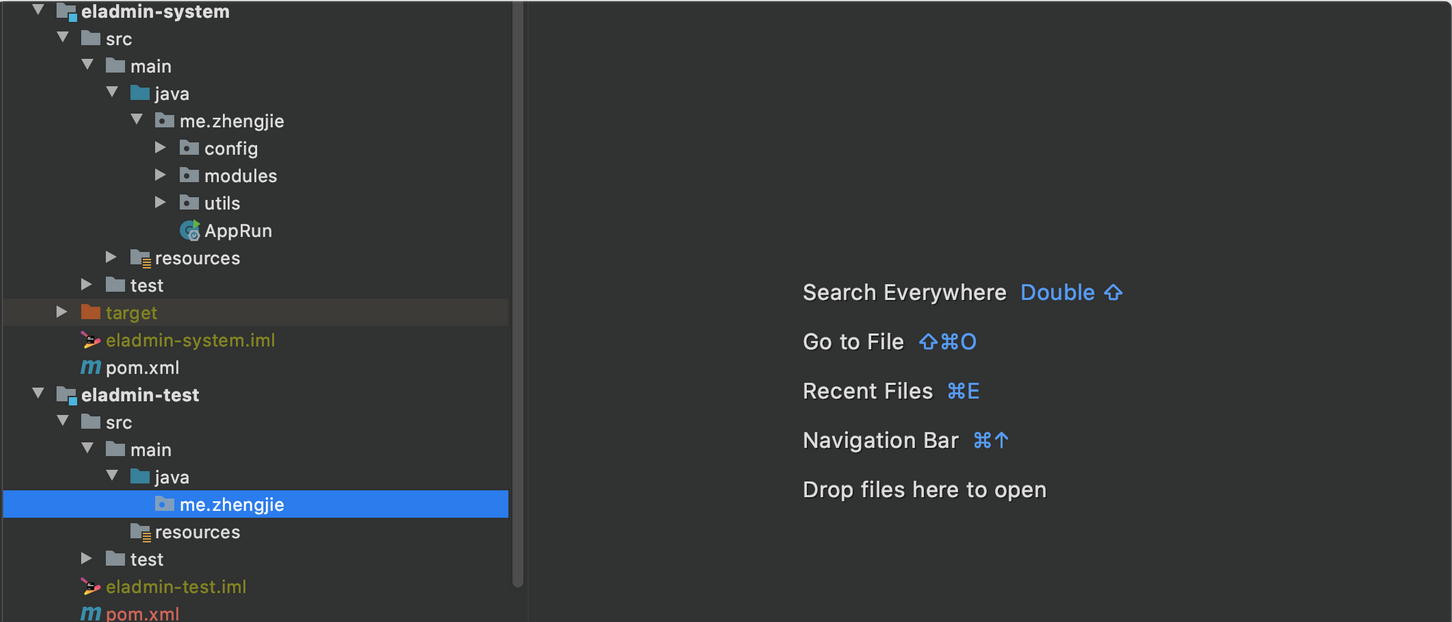 eladmin-system
src
main
java
me.zhengjie
config
modules
utils
AppRun
resources
test
target
eladmin-system.iml
pom.xml
eladmin-test
src
main
java
me.zhengjie
resources
test
eladmin-test.iml
pom.xml
Search Everywhere Double ⇧
Go to File ⇧⌘O
Recent Files ⌘E
Navigation Bar ⌘↑
Drop files here to open